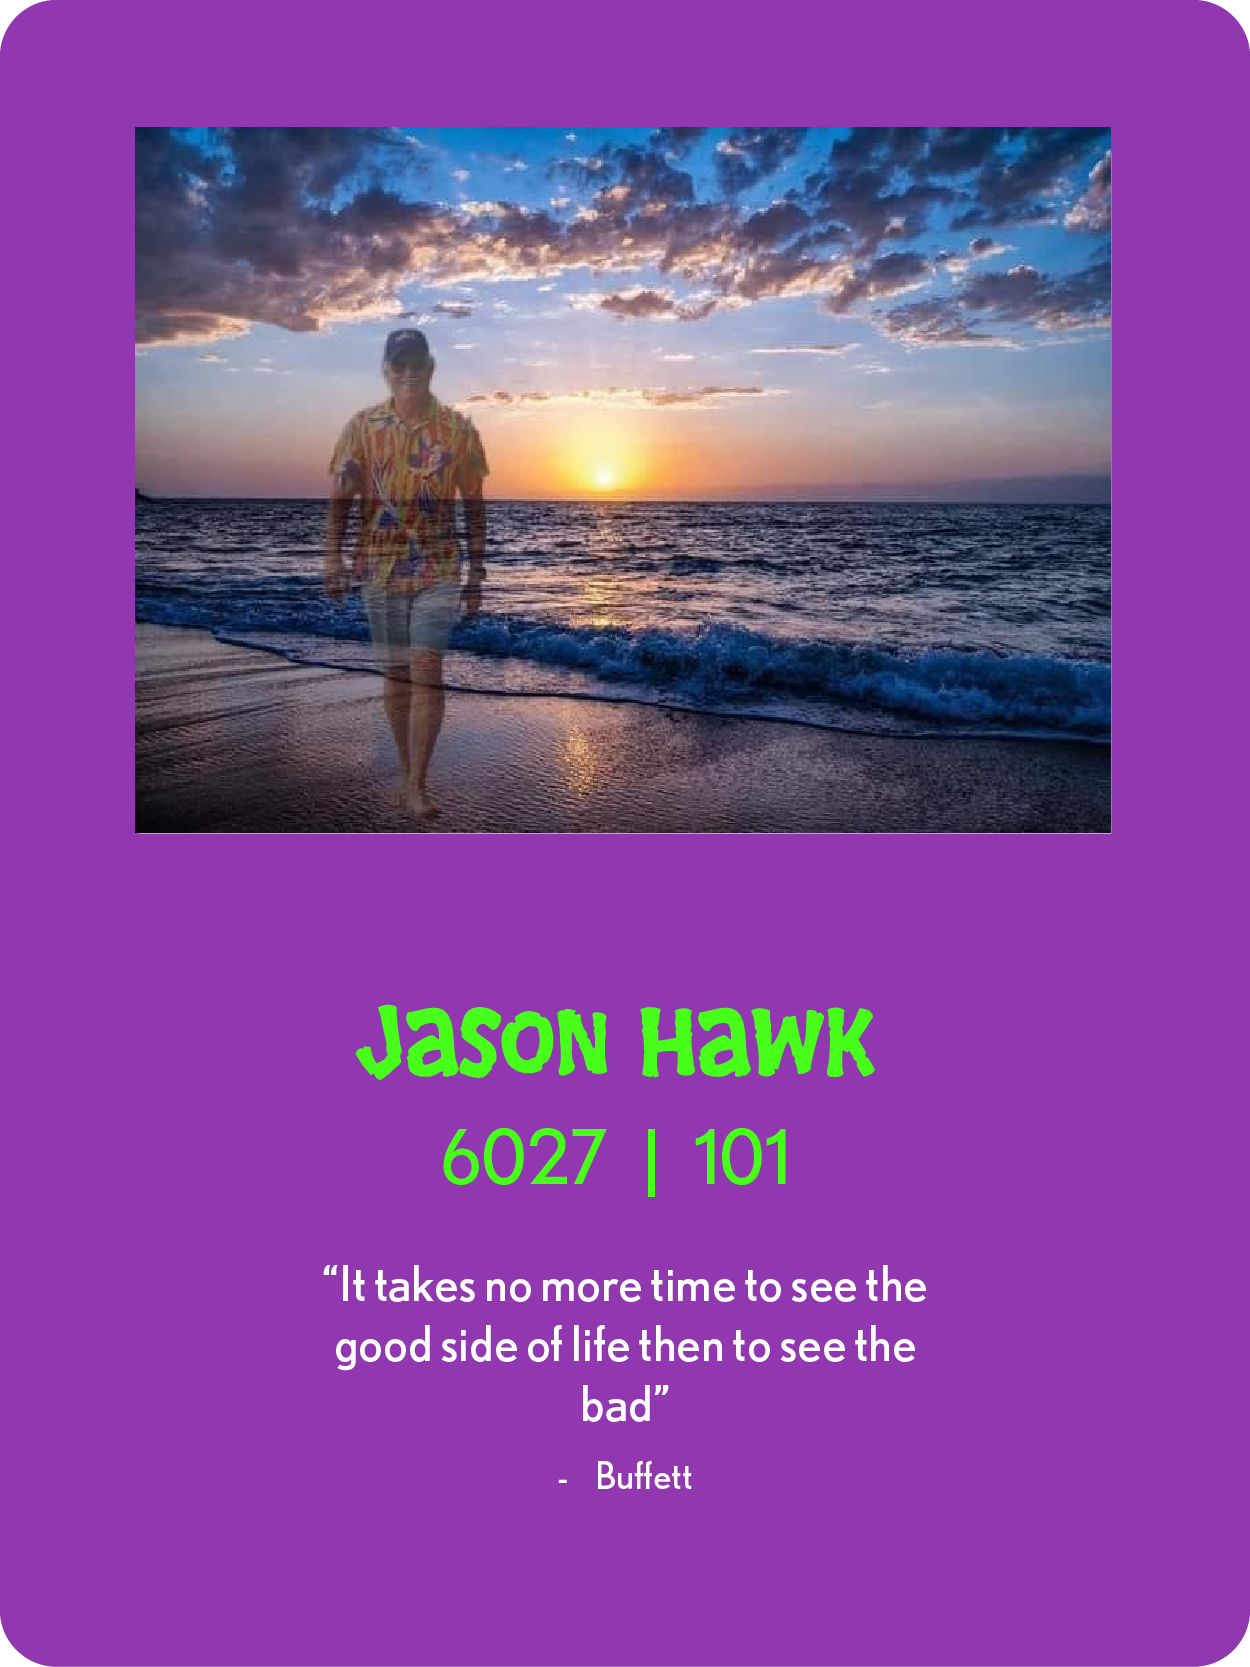 Jason Hawk
6027 | 101
“It takes no more time to see the
good side of life then to see the
bad”
- Buffett